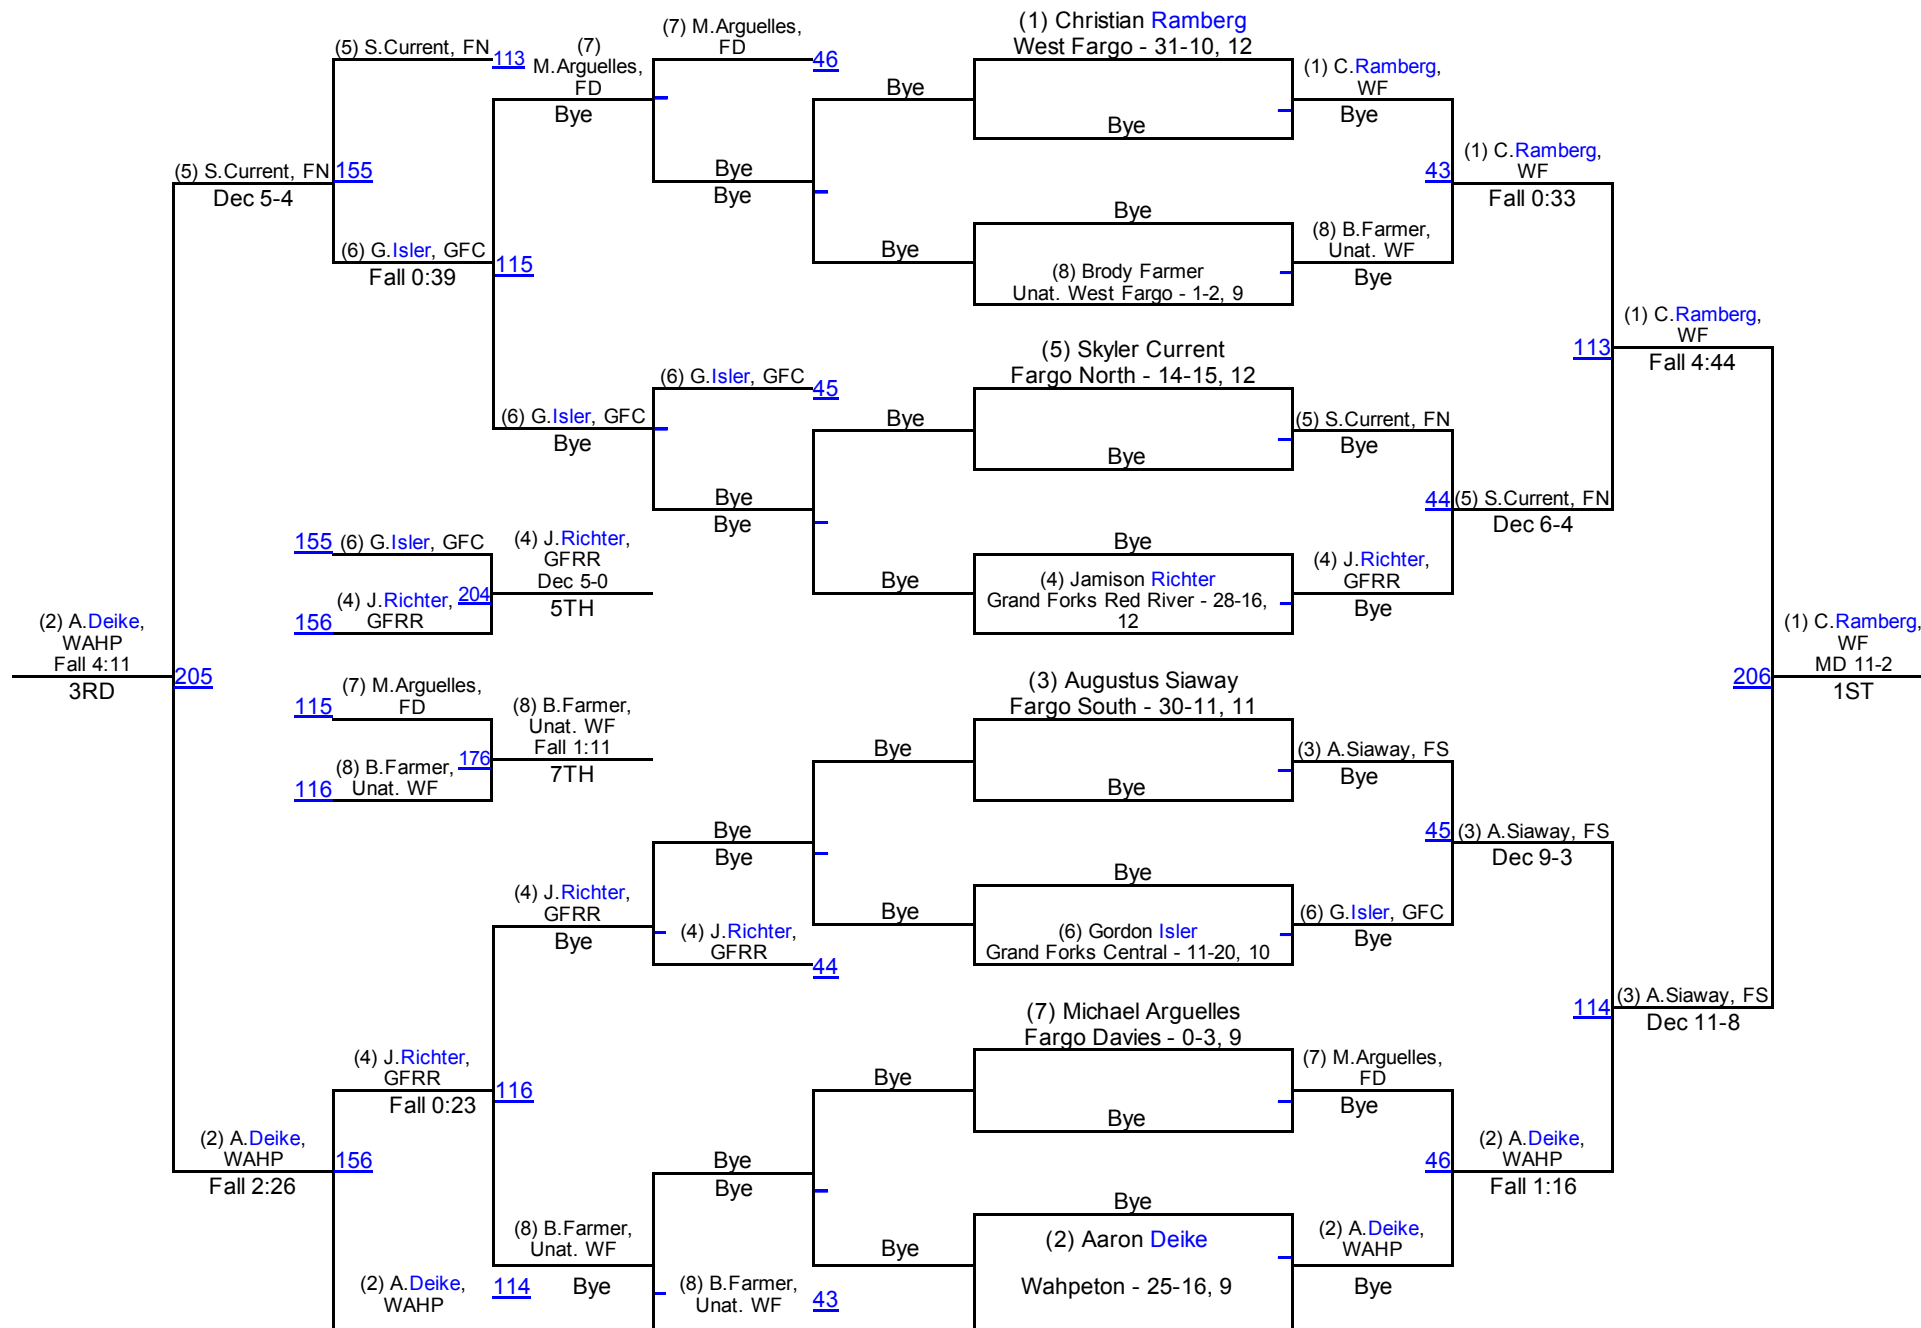 (1) Christian Ramberg
West Fargo - 31-10, 12
(7) M.Arguelles,
FD
46
(5) S.Current, FN
113
(7)
M.Arguelles,
FD
Bye
Bye
Bye
(1) C.Ramberg,
WF
Bye
Bye
Bye
(5) S.Current, FN
155
Dec 5-4
43
(1) C.Ramberg,
WF
Fall 0:33
Bye
(6) G.Isler, GFC
Fall 0:39
115
Bye
(8) Brody Farmer
Unat. West Fargo - 1-2, 9
(8) B.Farmer,
Unat. WF
Bye
(1) C.Ramberg,
WF
Fall 4:44
113
(5) Skyler Current
Fargo North - 14-15, 12
(6) G.Isler, GFC
45
(6) G.Isler, GFC
Bye
Bye
Bye
(5) S.Current, FN
Bye
Bye
Bye
44
(5) S.Current, FN
Dec 6-4
155
(6) G.Isler, GFC
(4) J.Richter,
GFRR
Dec 5-0
5TH
204
(4) J.Richter,
GFRR
156
Bye
Bye
(4) Jamison Richter
Grand Forks Red River - 28-16,
12
(4) J.Richter,
GFRR
Bye
(2) A.Deike,
WAHP
Fall 4:11
3RD
205
(1) C.Ramberg,
WF
MD 11-2
1ST
206
(3) Augustus Siaway
Fargo South - 30-11, 11
(7) M.Arguelles,
FD
115
(8) B.Farmer,
Unat. WF
Fall 1:11
7TH
176
(8) B.Farmer,
Unat. WF
116
Bye
Bye
(3) A.Siaway, FS
Bye
Bye
Bye
45
(3) A.Siaway, FS
Dec 9-3
Bye
(4) J.Richter,
GFRR
Bye
Bye
(6) Gordon Isler
Grand Forks Central - 11-20, 10
(6) G.Isler, GFC
Bye
(4) J.Richter,
GFRR
44
114
(3) A.Siaway, FS
Dec 11-8
(7) Michael Arguelles
Fargo Davies - 0-3, 9
(4) J.Richter,
GFRR
Fall 0:23
116
Bye
Bye
(7) M.Arguelles,
FD
Bye
(2) A.Deike,
WAHP
Fall 2:26
156
Bye
Bye
46
(2) A.Deike,
WAHP
Fall 1:16
Bye
(8) B.Farmer,
Unat. WF
Bye
Bye
(2) Aaron Deike
Wahpeton - 25-16, 9
(2) A.Deike,
WAHP
Bye
(2) A.Deike,
WAHP
114
(8) B.Farmer,
Unat. WF
43